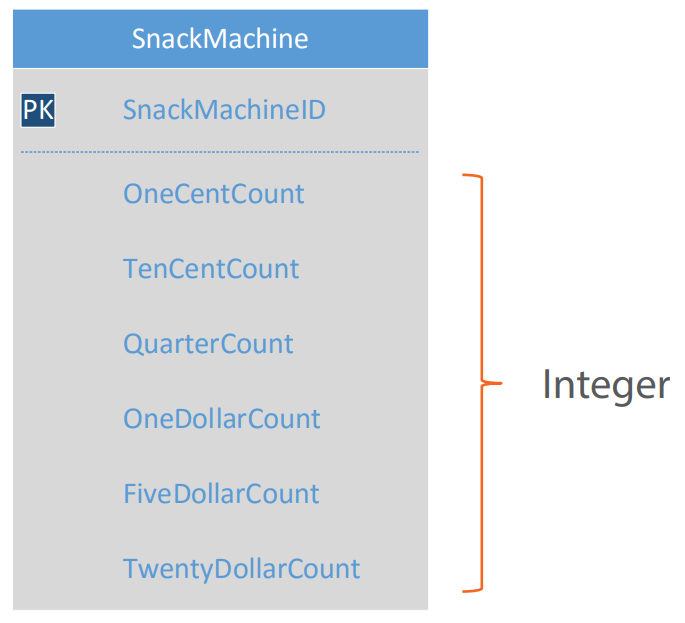 SnackMachine
PK SnackMachineID
OneCentCount
TenCentCount
QuarterCount
OneDollarCount
FiveDollarCount
TwentyDollarCount
Integer